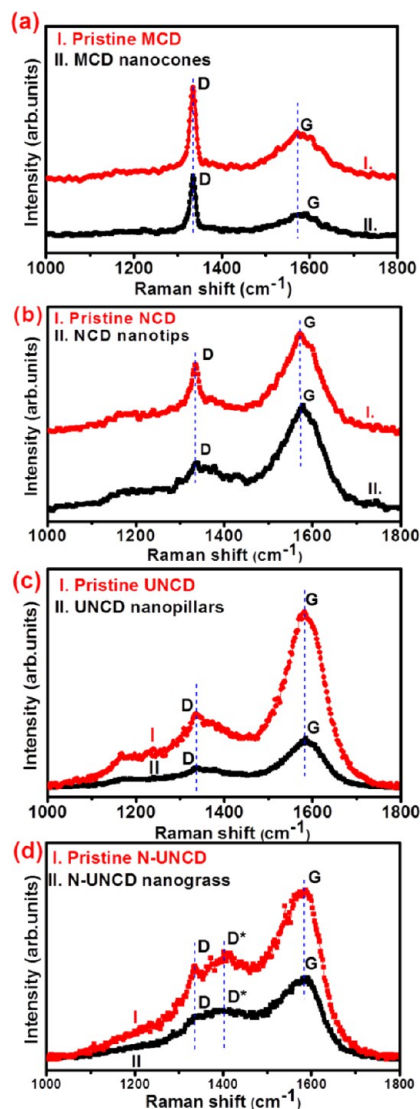 (a)
I. Pristine MCD
II. MCD nanocones
D
G
I.
D
G
II.
Intensity (arb.units)
1000 1200 1400 1600 1800
Raman shift (cm-1)
(b)
I. Pristine NCD
II. NCD nanotips
G
D
I.
G
D
II.
Intensity (arb.units)
1000 1200 1400 1600 1800
Raman shift (cm-1)
(c)
I. Pristine UNCD
II. UNCD nanopillars
G
D
I
G
D
II
Intensity (arb.units)
1000 1200 1400 1600 1800
Raman shift (cm-1)
(d)
I. Pristine N-UNCD
II. N-UNCD nanograss
G
D D*
G
I
D D*
II
Intensity (arb.units)
1000 1200 1400 1600 1800
Raman shift (cm-1)